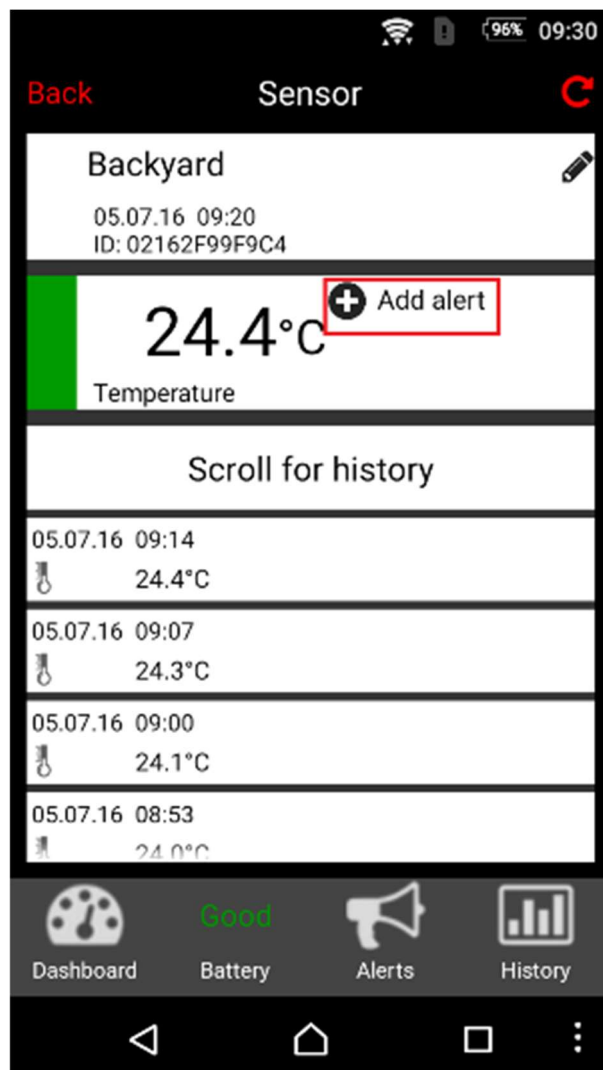 96% 09:30
Back Sensor
Backyard
05.07.16 09:20
ID: 02162F99F9C4
Add alert
24.4°C
Temperature
Scroll for history
05.07.16 09:14
24.4°C
05.07.16 09:07
24.3°C
05.07.16 09:00
24.1°C
05.07.16 08:53
24.0°C
Good
Dashboard Battery Alerts History